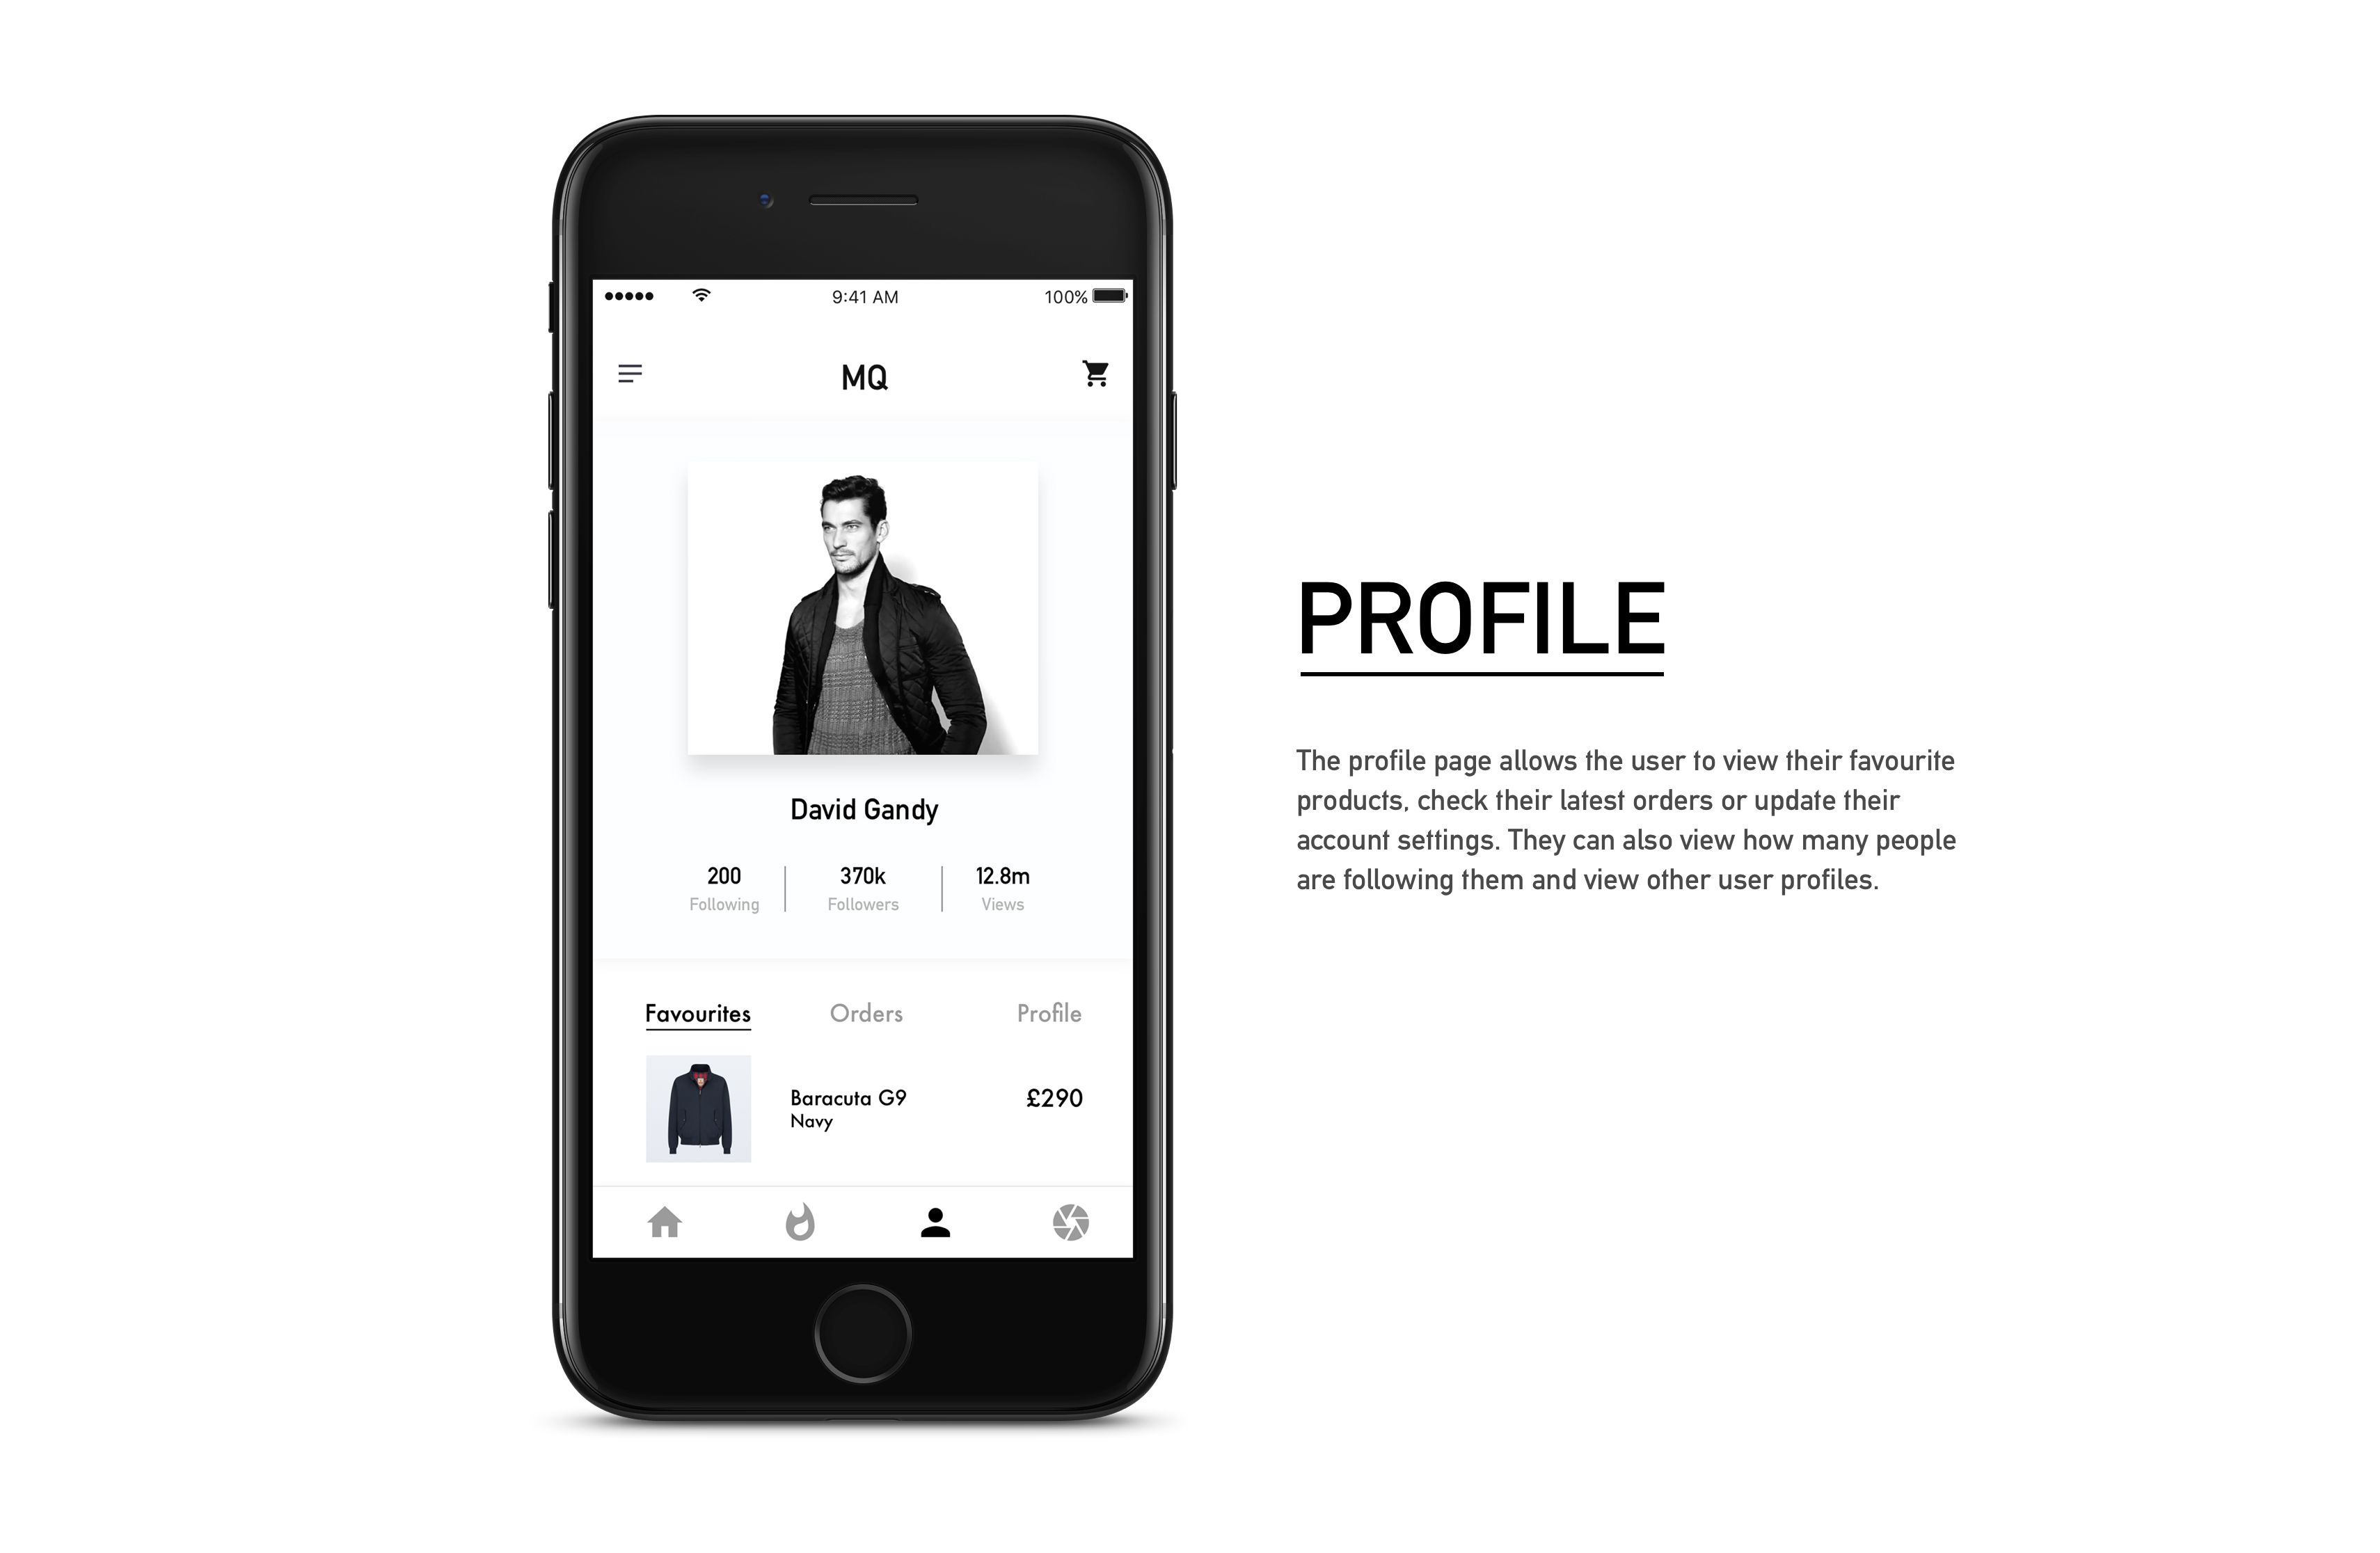 9:41 AM
100%
MQ
David Gandy
200
370k
12.8m
Following
Followers
Views
Favourites
Orders
Profile
Baracuta G9
£290
Navy
PROFILE
The profile page allows the user to view their favourite
products, check their latest orders or update their
account settings. They can also view how many people
are following them and view other user profiles.